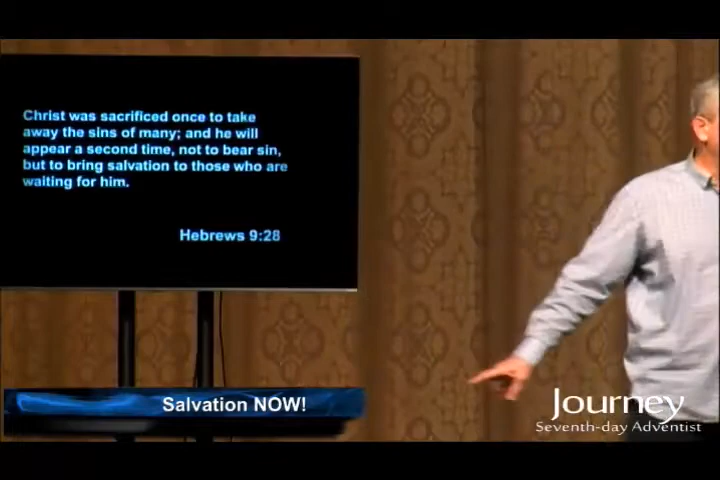 Christ was sacrificed once to take
away the sins of many; and he will
appear a second time, not to bear sin,
but to bring salvation to those who are
waiting for him.
Hebrews 9:28
Salvation NOW!
Journey
Seventh-day Adventist